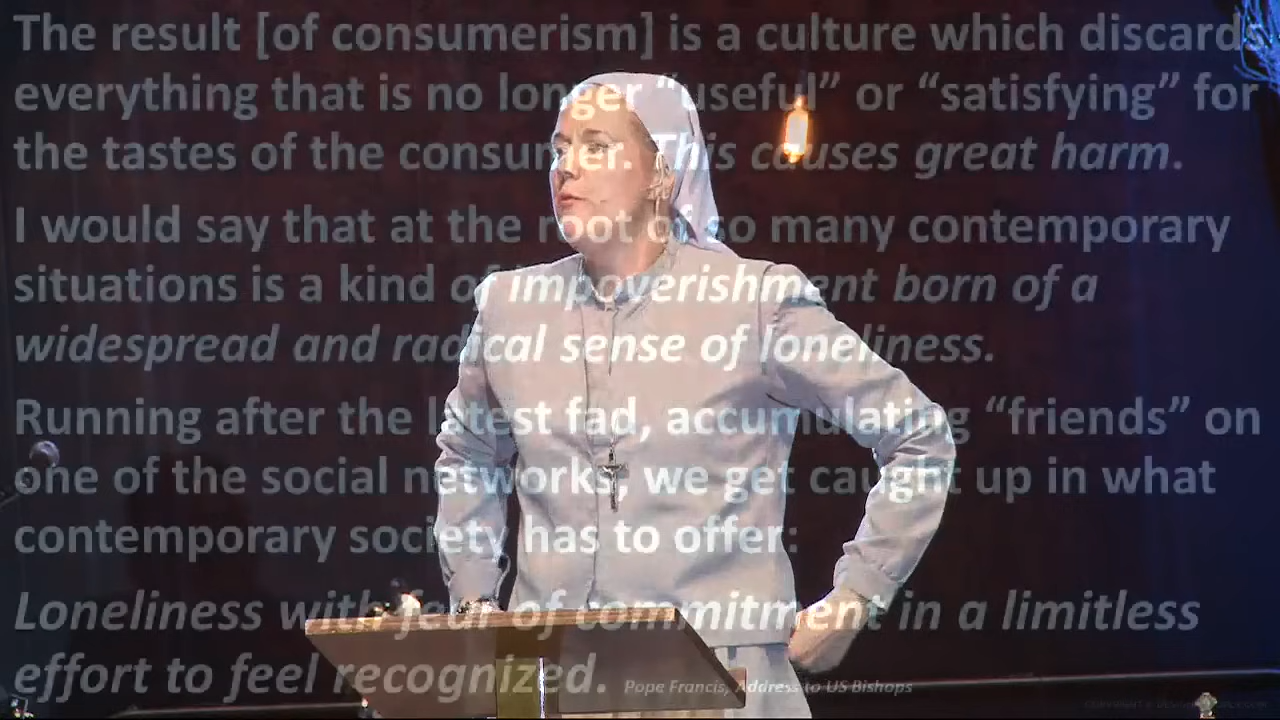 The result [of consumerism] is a culture which discards
everything that is no longer “useful” or “satisfying” for
the tastes of the consumer. This causes great harm.
I would say that at the root of so many contemporary
situations is a kind of impoverishment born of a
widespread and radical sense of loneliness.
Running after the latest fad, accumulating “friends” on
one of the social networks, we get caught up in what
contemporary society has to offer:
Loneliness with fear of commitment in a limitless
effort to feel recognized. Pope Francis, Address to US Bishops